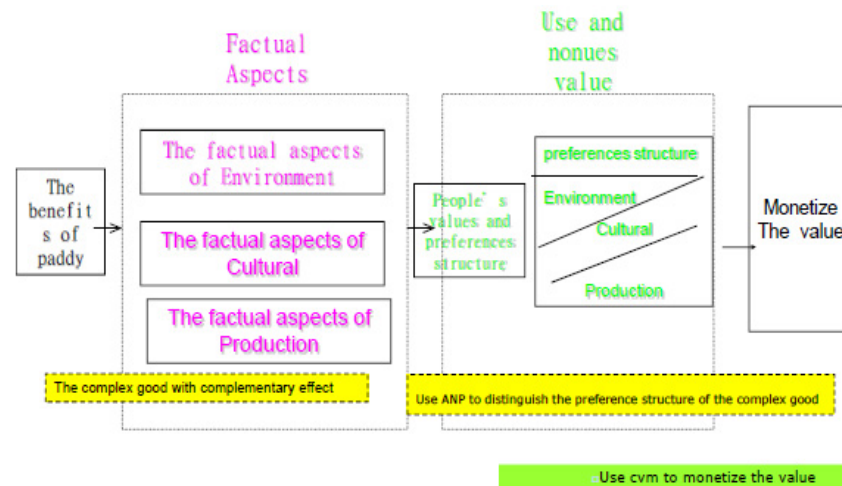 Factual
Aspects
Use and
nonues
value
The
benefit
s of
paddy
The factual aspects
of Environment
The factual aspects of
Cultural
The factual aspects of
Production
People's
values and
preferences
structure
preferences structure
Environment
Cultural
Production
Monetize
The value
The complex good with complementary effect
Use ANP to distinguish the preference structure of the complex good
Use cvm to monetize the value